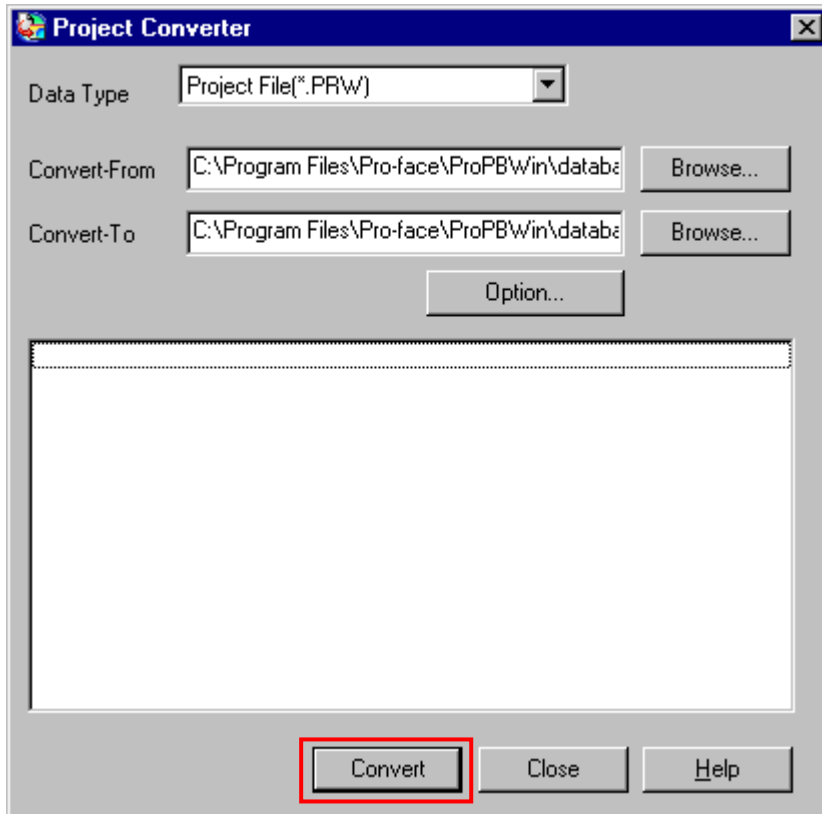 Project Converter
Data Type Project File(*.PRW)
Convert-From C:\Program Files\Pro-face\ProPBWin\databa Browse...
Convert-To C:\Program Files\Pro-face\ProPBWin\databa Browse...
Option...
Convert Close Help